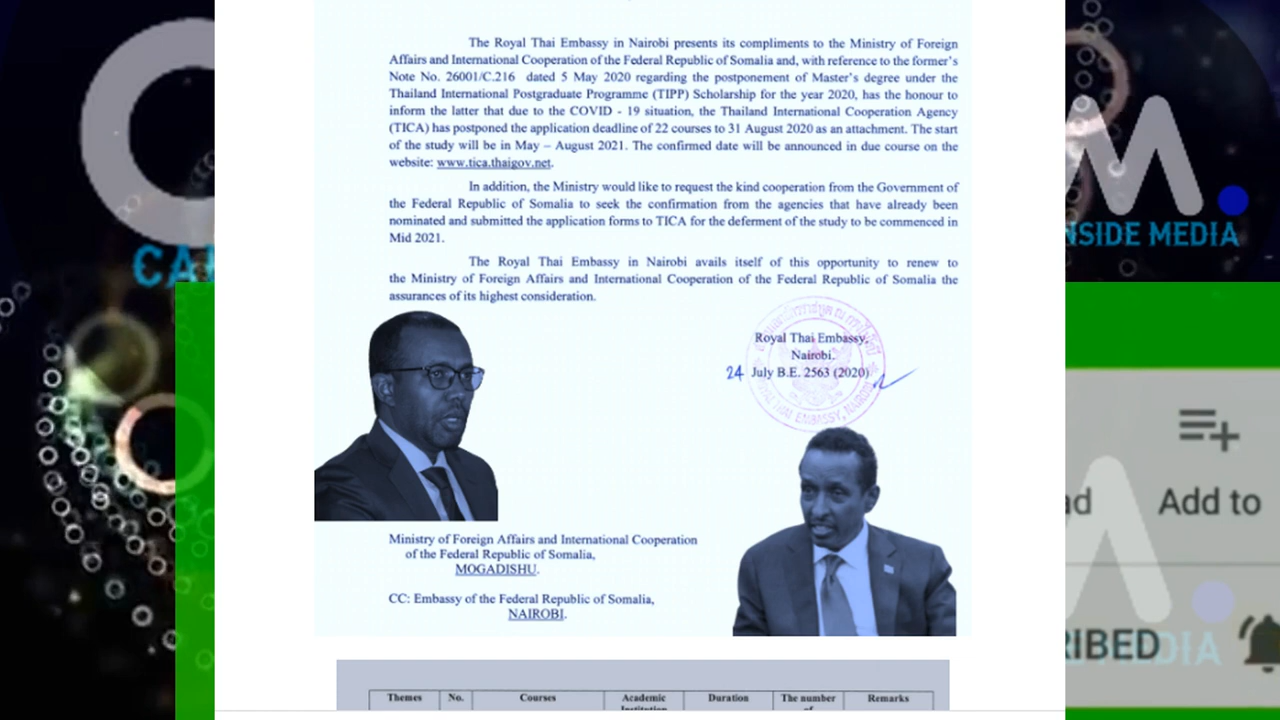 The Royal Thai Embassy in Nairobi presents its compliments to the Ministry of Foreign
Affairs and International Cooperation of the Federal Republic of Somalia and, with reference to the former's
Note No. 26001/C.216 dated 5 May 2020 regarding the postponement of Master's degree under the
Thailand International Postgraduate Programme (TIPP) Scholarship for the year 2020, has the honour to
inform the latter that due to the COVID - 19 situation, the Thailand International Cooperation Agency
(TICA) has postponed the application deadline of 22 courses to 31 August 2020 as an attachment. The start
of the study will be in May – August 2021. The confirmed date will be announced in due course on the
website: www.tica.thaigov.net.
In addition, the Ministry would like to request the kind cooperation from the Government of
the Federal Republic of Somalia to seek the confirmation from the agencies that have already been
nominated and submitted the application forms to TICA for the deferment of the study to be commenced in
Mid 2021.
The Royal Thai Embassy in Nairobi avails itself of this opportunity to renew to
the Ministry of Foreign Affairs and International Cooperation of the Federal Republic of Somalia the
assurances of its highest consideration.
Royal Thai Embassy,
Nairobi.
24 July B.E. 2563 (2020)
ROYAL THAI EMBASSY, NAIROBI
Ministry of Foreign Affairs and International Cooperation
of the Federal Republic of Somalia,
MOGADISHU.
CC: Embassy of the Federal Republic of Somalia,
NAIROBI.
Themes No. Courses Academic Duration The number Remarks
Institution of
CA
M.
NSIDE MEDIA
ad Add to
RIBED